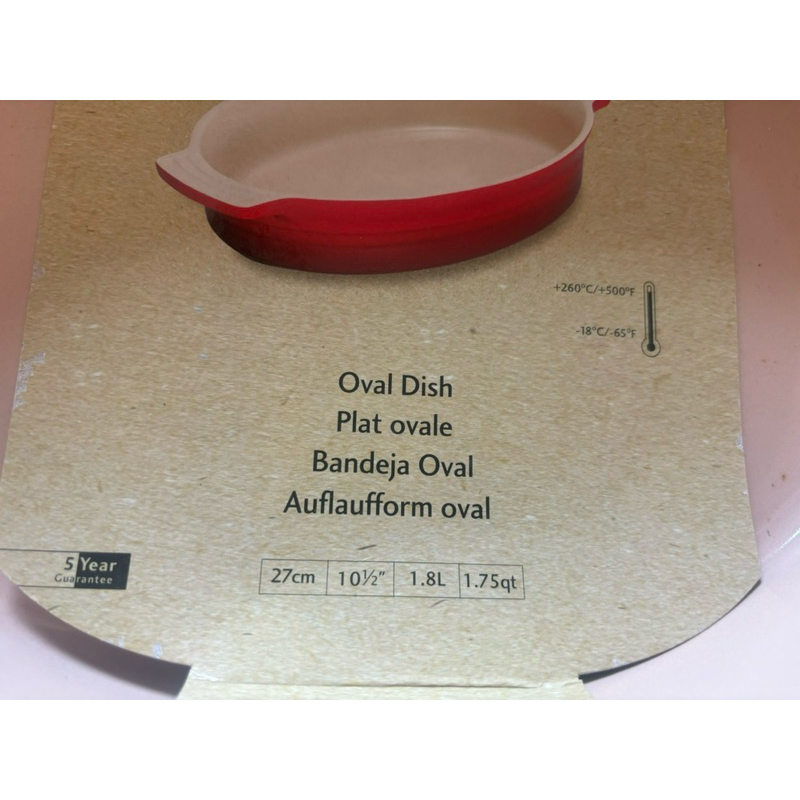 +260°C/+500°F
-18°C/-65°F
Oval Dish
Plat ovale
Bandeja Oval
Auflaufform oval
5 Year
Guarantee
27cm 10½" 1.8L 1.75qt